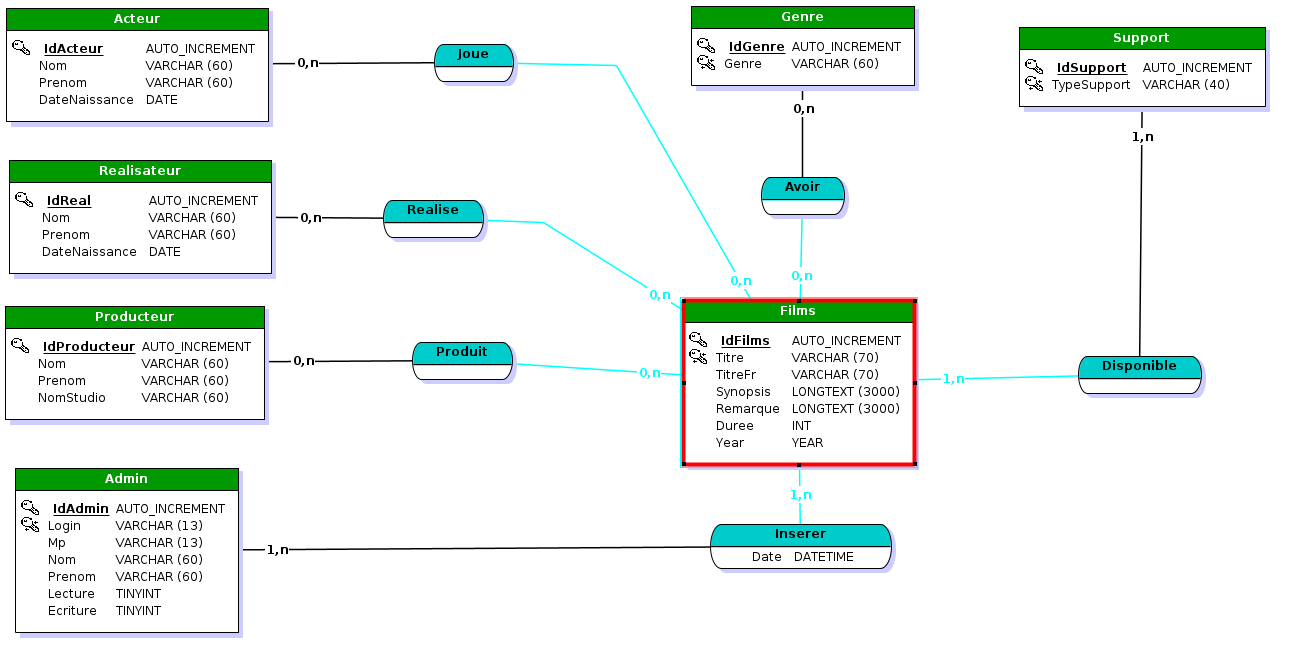 Acteur
IdActeur AUTO_INCREMENT
Nom VARCHAR (60)
Prenom VARCHAR (60)
DateNaissance DATE
0,n
Joue
0,n
Realisateur
IdReal AUTO_INCREMENT
Nom VARCHAR (60)
Prenom VARCHAR (60)
DateNaissance DATE
0,n
Realise
0,n
Producteur
IdProducteur AUTO_INCREMENT
Nom VARCHAR (60)
Prenom VARCHAR (60)
NomStudio VARCHAR (60)
0,n
Produit
0,n
Admin
IdAdmin AUTO_INCREMENT
Login VARCHAR (13)
Mp VARCHAR (13)
Nom VARCHAR (60)
Prenom VARCHAR (60)
Lecture TINYINT
Ecriture TINYINT
1,n
Inserer
Date DATETIME
1,n
Genre
IdGenre AUTO_INCREMENT
Genre VARCHAR (60)
0,n
Avoir
0,n
Films
IdFilms AUTO_INCREMENT
Titre VARCHAR (70)
TitreFr VARCHAR (70)
Synopsis LONGTEXT (3000)
Remarque LONGTEXT (3000)
Duree INT
Year YEAR
Support
IdSupport AUTO_INCREMENT
TypeSupport VARCHAR (40)
1,n
Disponible
1,n